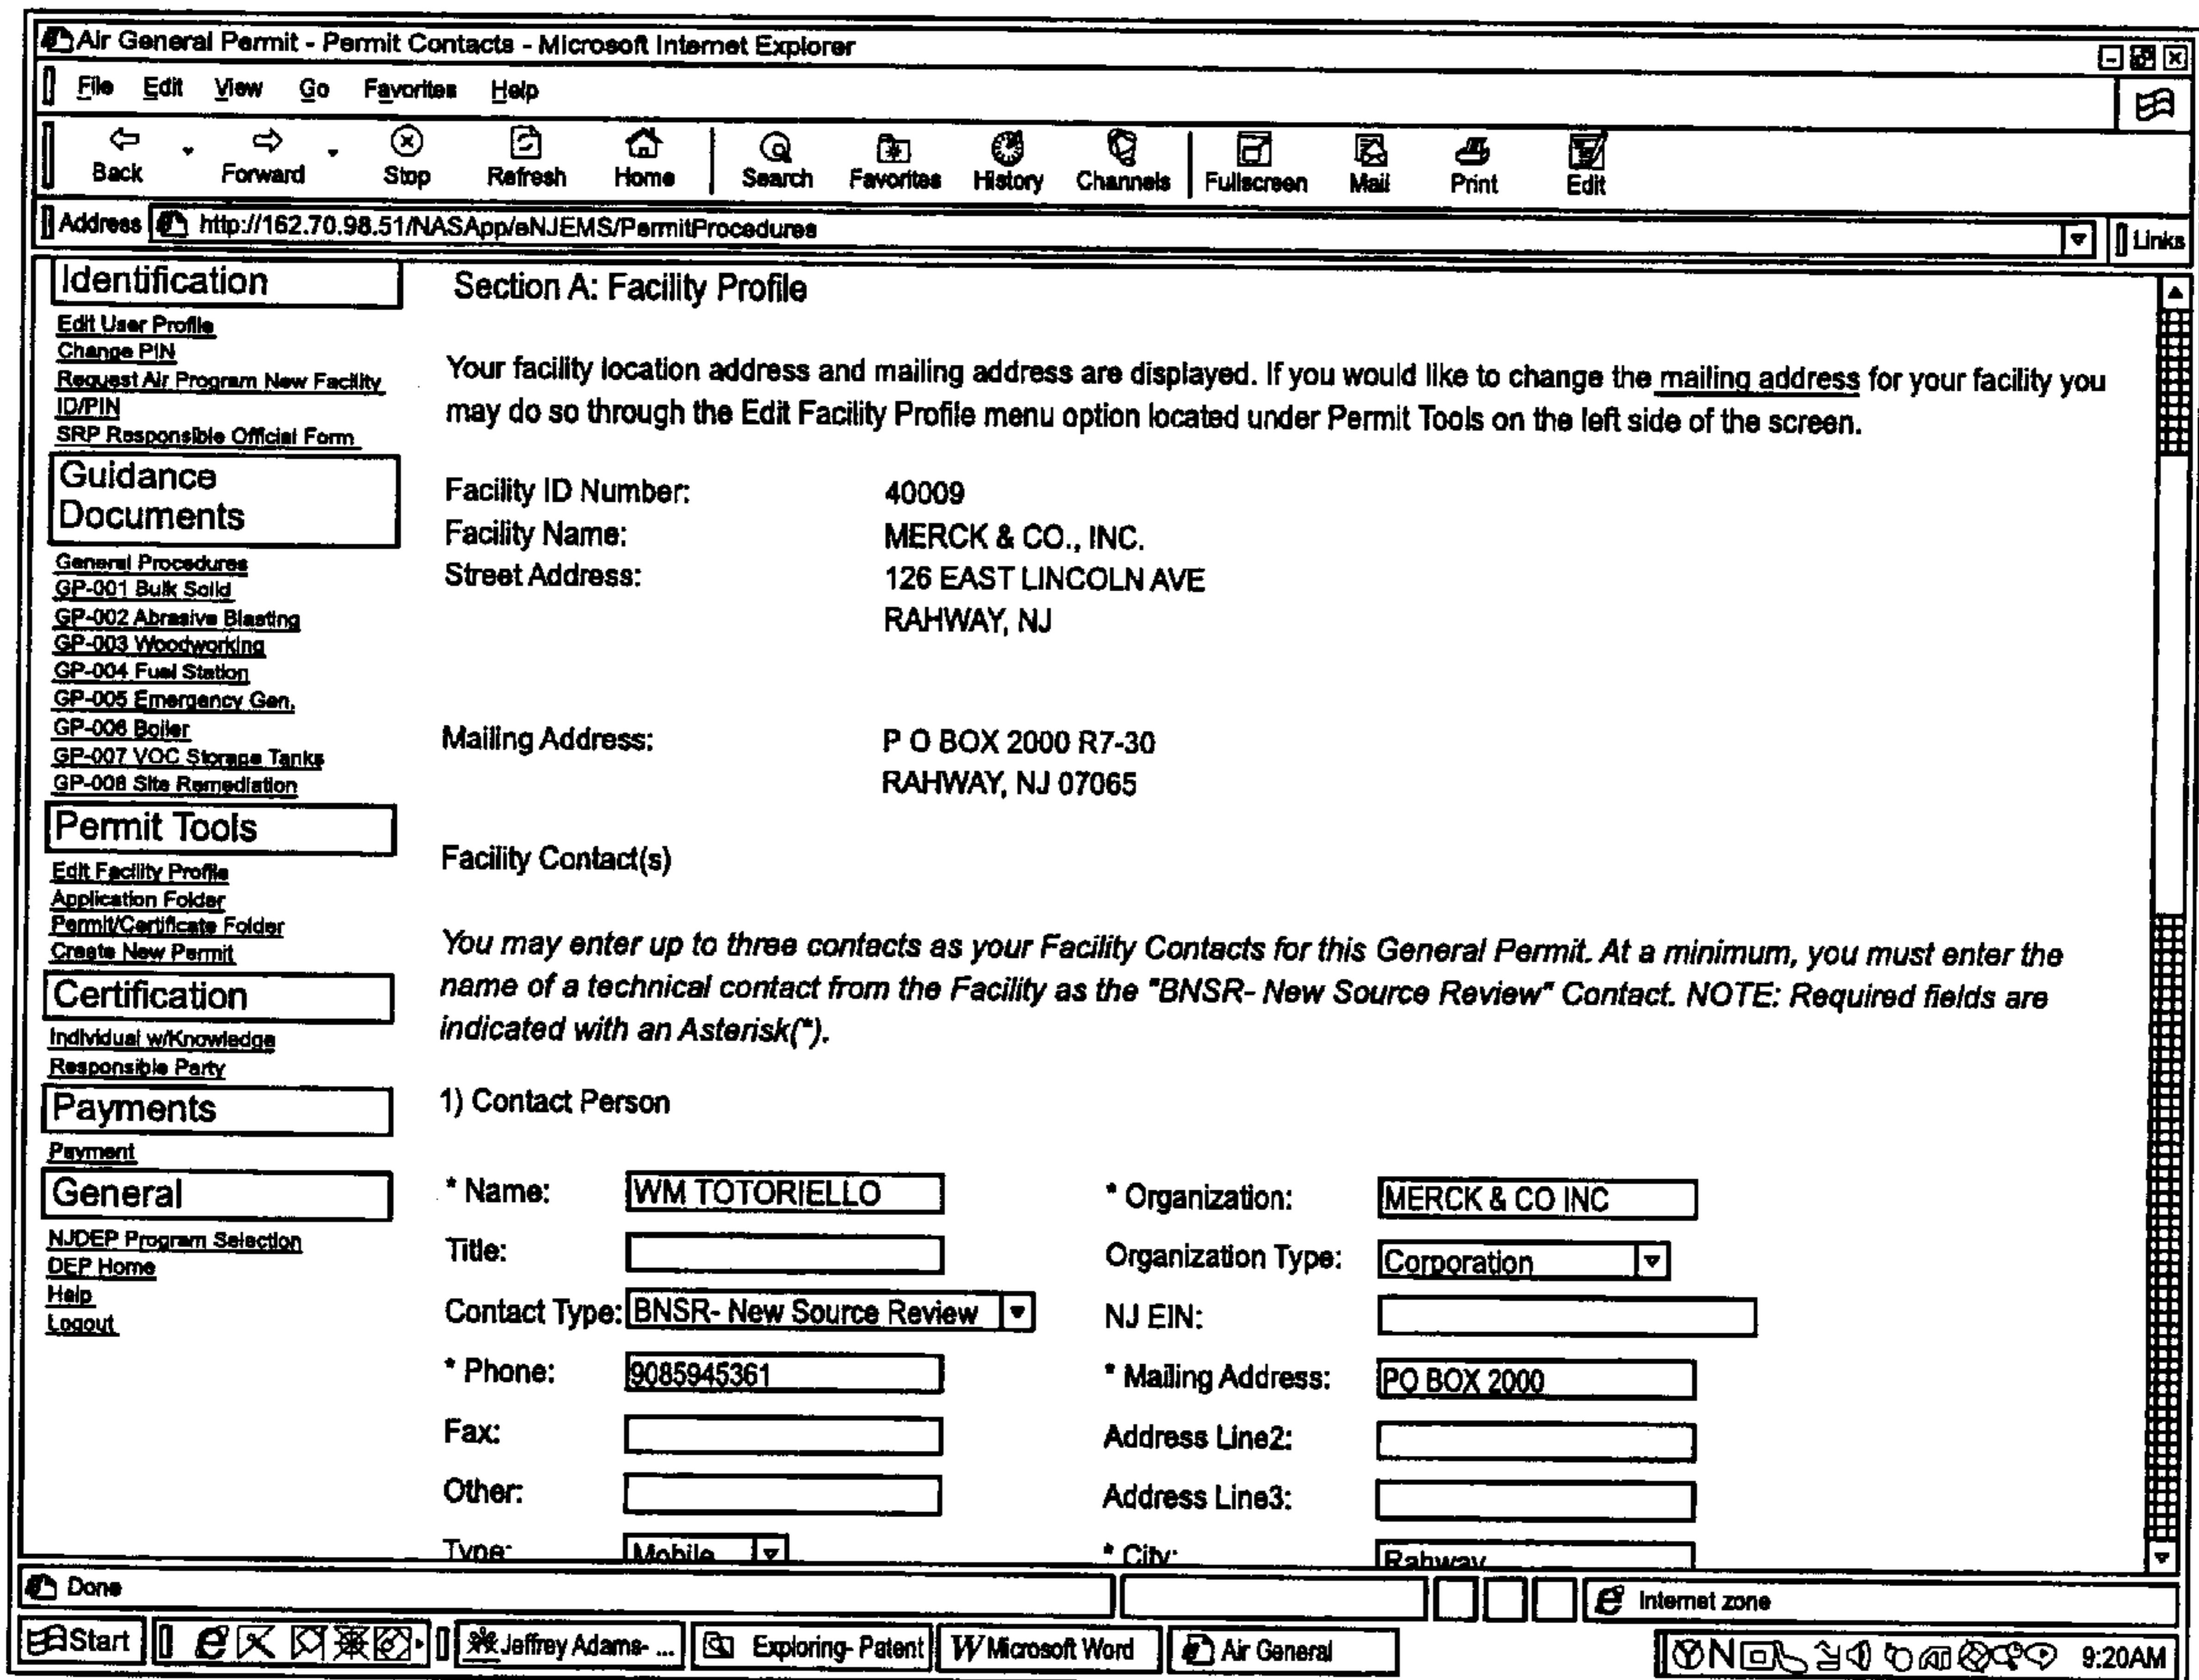 Air General Permit - Permit Contacts - Microsoft Internet Explorer
File Edit View Go Favorites Help
Back Forward Stop Refresh Home Search Favorites History Channels Fullscreen Mail Print Edit
Address http://162.70.98.51/NASApp/eNJEMS/PermitProcedures Links
Identification
Edit User Profile
Change PIN
Request Air Program New Facility
ID/PIN
SRP Responsible Official Form
Guidance
Documents
General Procedures
GP-001 Bulk Solid
GP-002 Abrasive Blasting
GP-003 Woodworking
GP-004 Fuel Station
GP-005 Emergency Gen.
GP-006 Boiler
GP-007 VOC Storage Tanks
GP-008 Site Remediation
Permit Tools
Edit Facility Profile
Application Folder
Permit/Certificate Folder
Create New Permit
Certification
Individual w/Knowledge
Responsible Party
Payments
Payment
General
NJDEP Program Selection
DEP Home
Help
Logout
Section A: Facility Profile
Your facility location address and mailing address are displayed. If you would like to change the mailing address for your facility you
may do so through the Edit Facility Profile menu option located under Permit Tools on the left side of the screen.
Facility ID Number: 40009
Facility Name: MERCK & CO., INC.
Street Address: 126 EAST LINCOLN AVE
RAHWAY, NJ
Mailing Address: P O BOX 2000 R7-30
RAHWAY, NJ 07065
Facility Contact(s)
You may enter up to three contacts as your Facility Contacts for this General Permit. At a minimum, you must enter the
name of a technical contact from the Facility as the "BNSR- New Source Review" Contact. NOTE: Required fields are
indicated with an Asterisk(*).
1) Contact Person
* Name: WM TOTORIELLO * Organization: MERCK & CO INC
Title: Organization Type: Corporation
Contact Type: BNSR- New Source Review NJ EIN:
* Phone: 9085945361 * Mailing Address: PO BOX 2000
Fax: Address Line2:
Other: Address Line3:
Type: Mobile * City: Rahway
Done Internet zone
Start Jeffrey Adams- ... Exploring- Patent Microsoft Word Air General 9:20AM